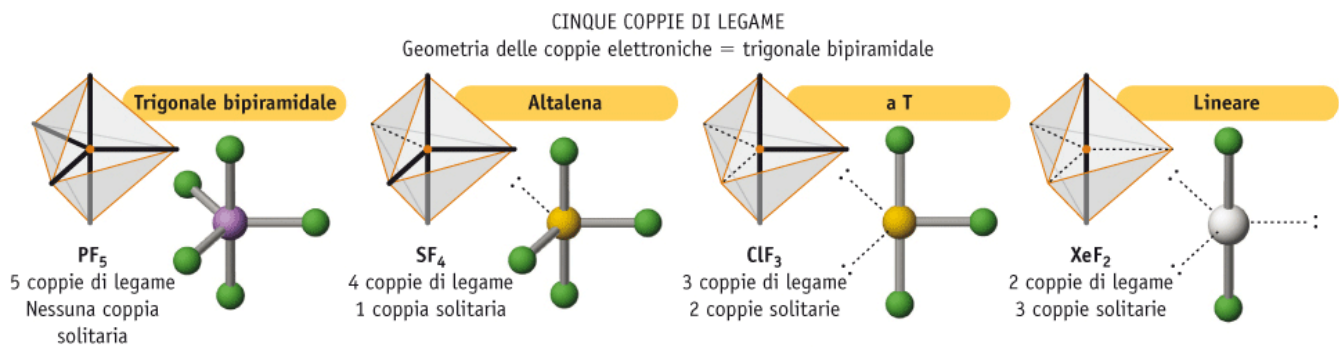 CINQUE COPPIE DI LEGAME
Geometria delle coppie elettroniche = trigonale bipiramidale
Trigonale bipiramidale
PF₅
5 coppie di legame
Nessuna coppia
solitaria
Altalena
SF₄
4 coppie di legame
1 coppia solitaria
a T
ClF₃
3 coppie di legame
2 coppie solitarie
Lineare
XeF₂
2 coppie di legame
3 coppie solitarie